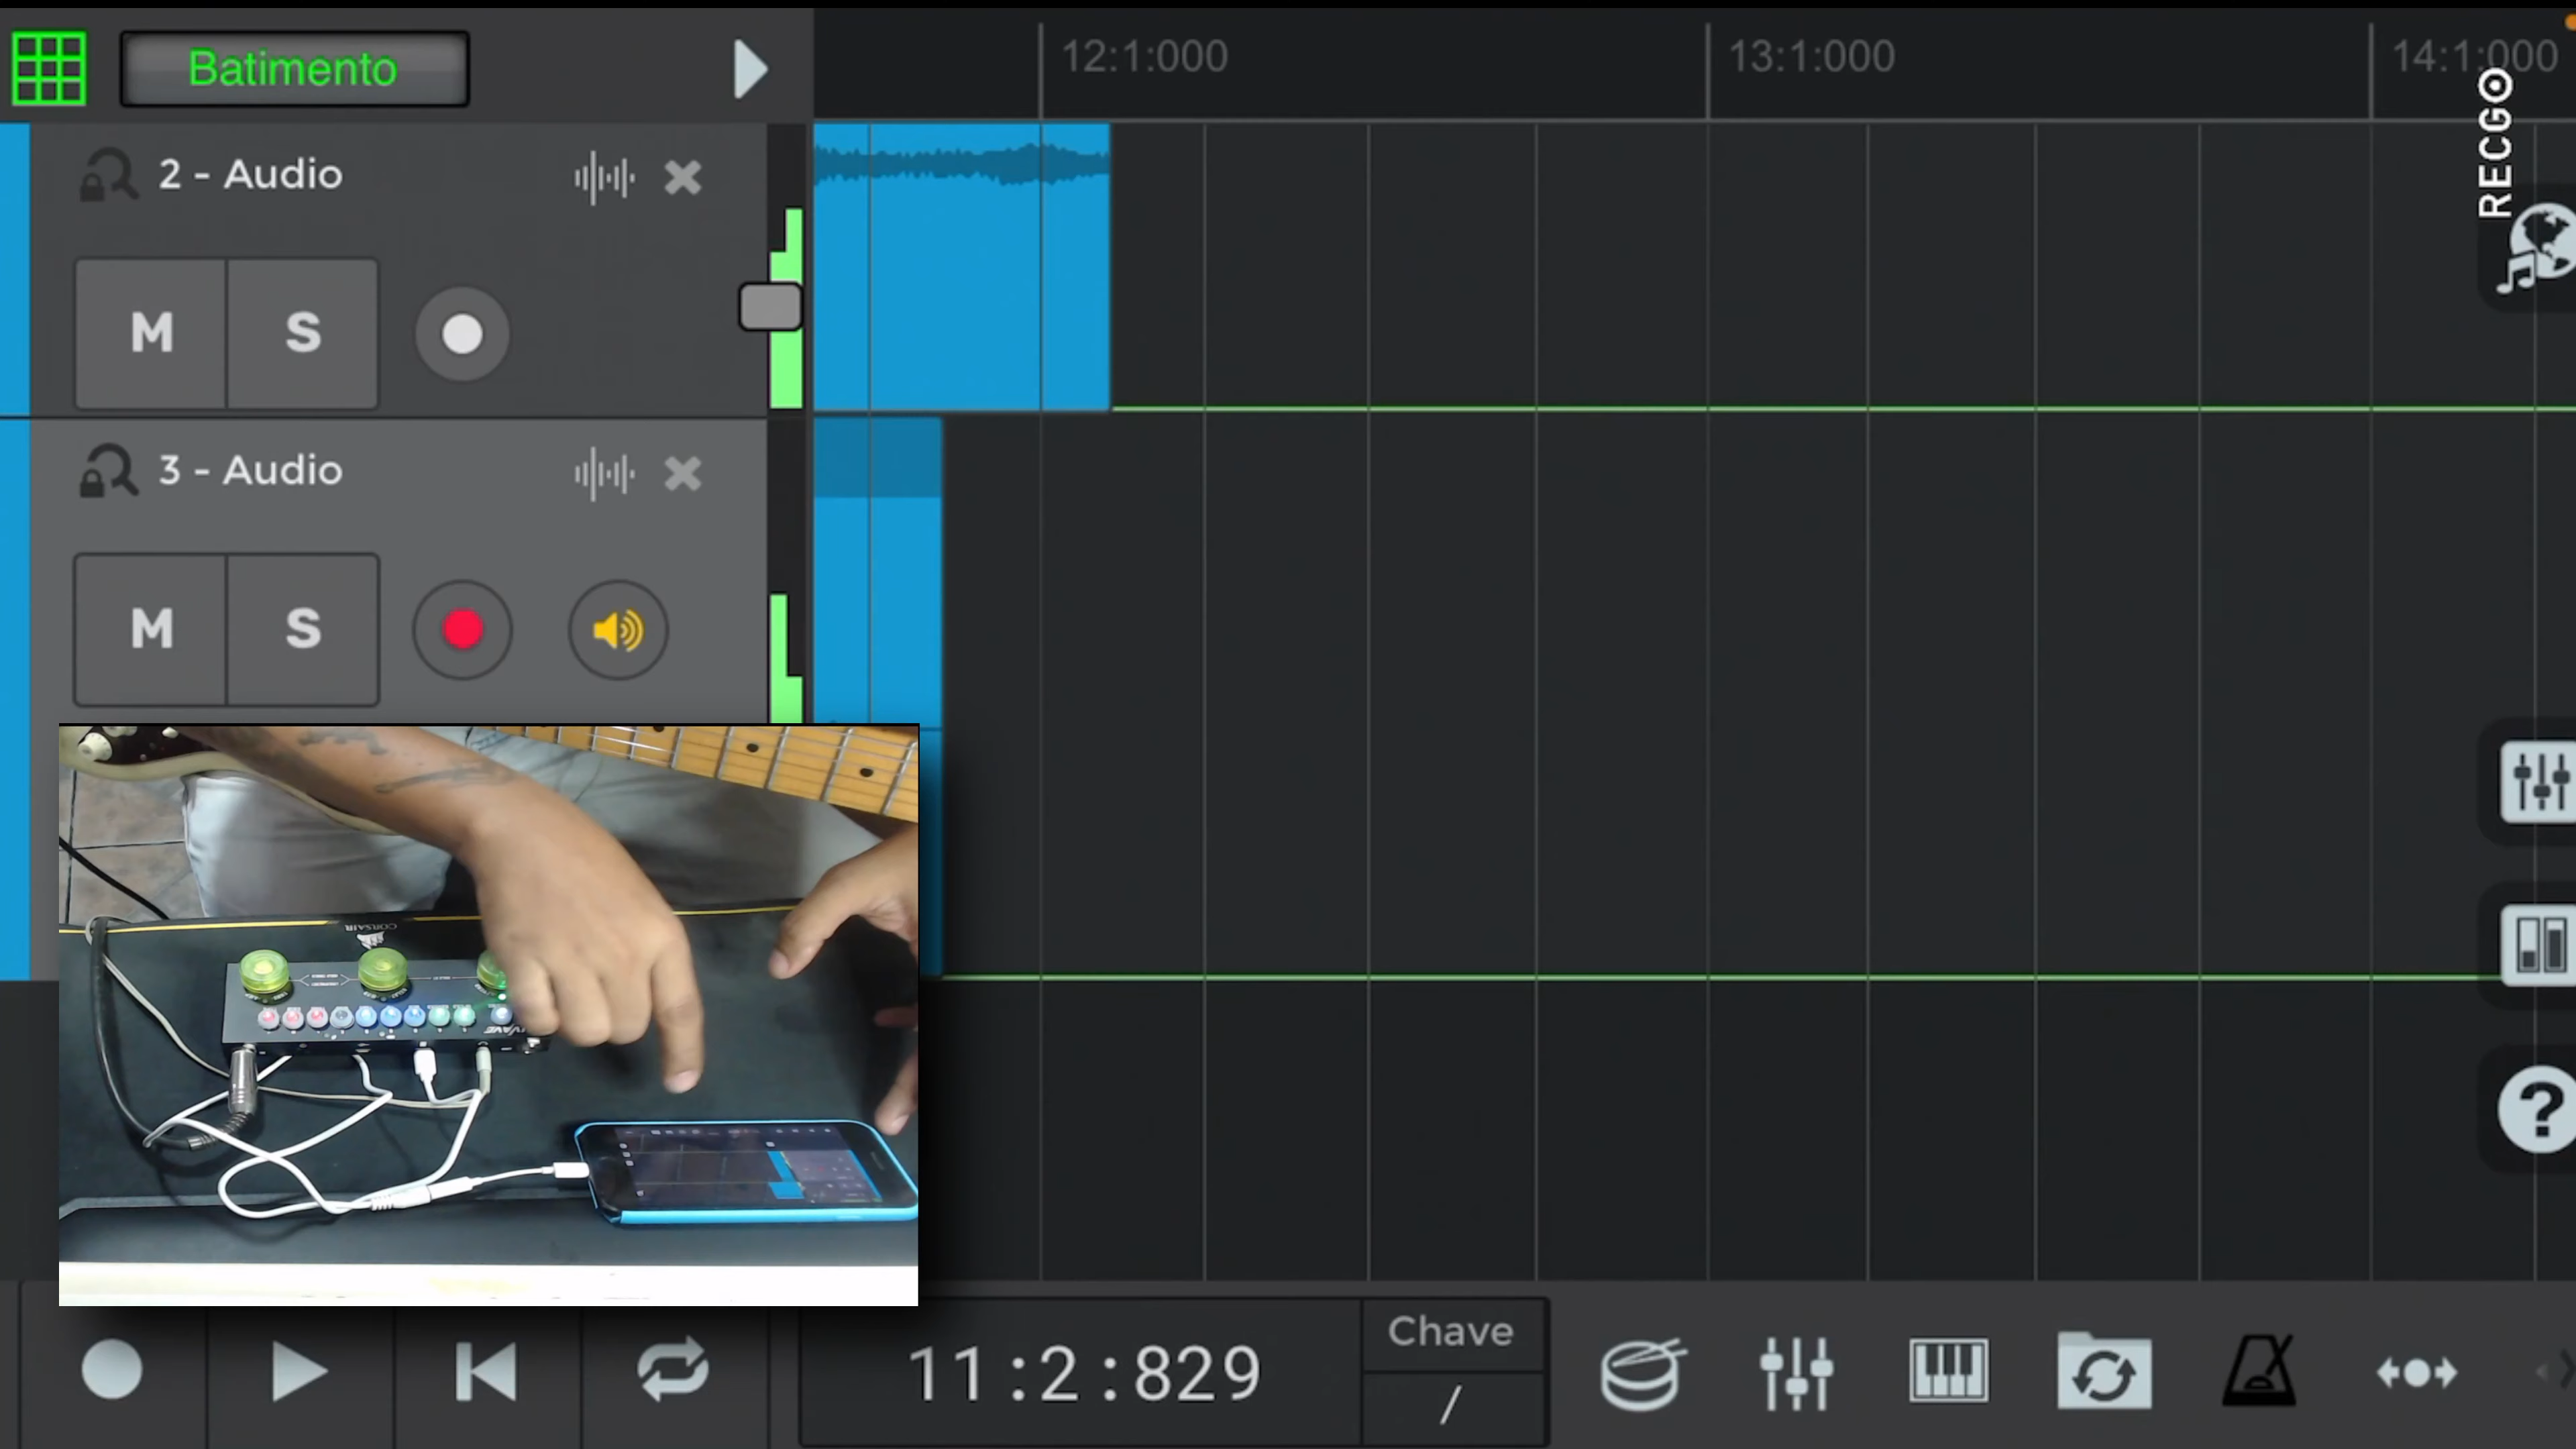 Batimento
12:1:000
13:1:000
14:1:000
RECGO
2 - Audio
M S
3 - Audio
M S
CORSAIR
11:2:829
Chave
/
?